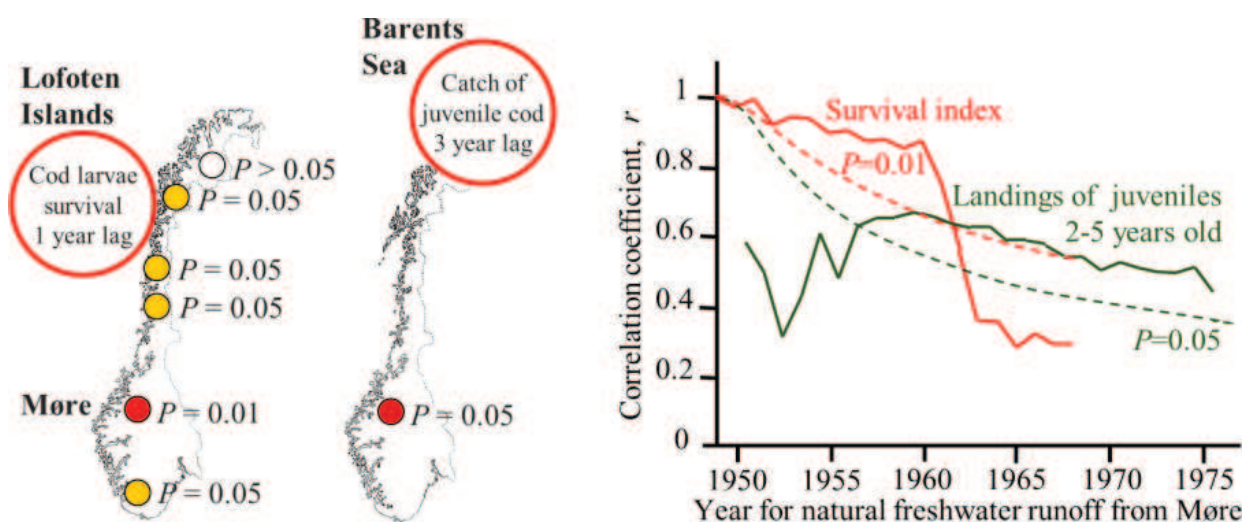 Lofoten
Islands
Cod larvae
survival
1 year lag
P > 0.05
P = 0.05
P = 0.05
P = 0.05
Møre
P = 0.01
P = 0.05
Barents
Sea
Catch of
juvenile cod
3 year lag
P = 0.05
Correlation coefficient, r
1
0.8
0.6
0.4
0.2
0
Survival index
P=0.01
Landings of juveniles
2-5 years old
P=0.05
1950 1955 1960 1965 1970 1975
Year for natural freshwater runoff from Møre